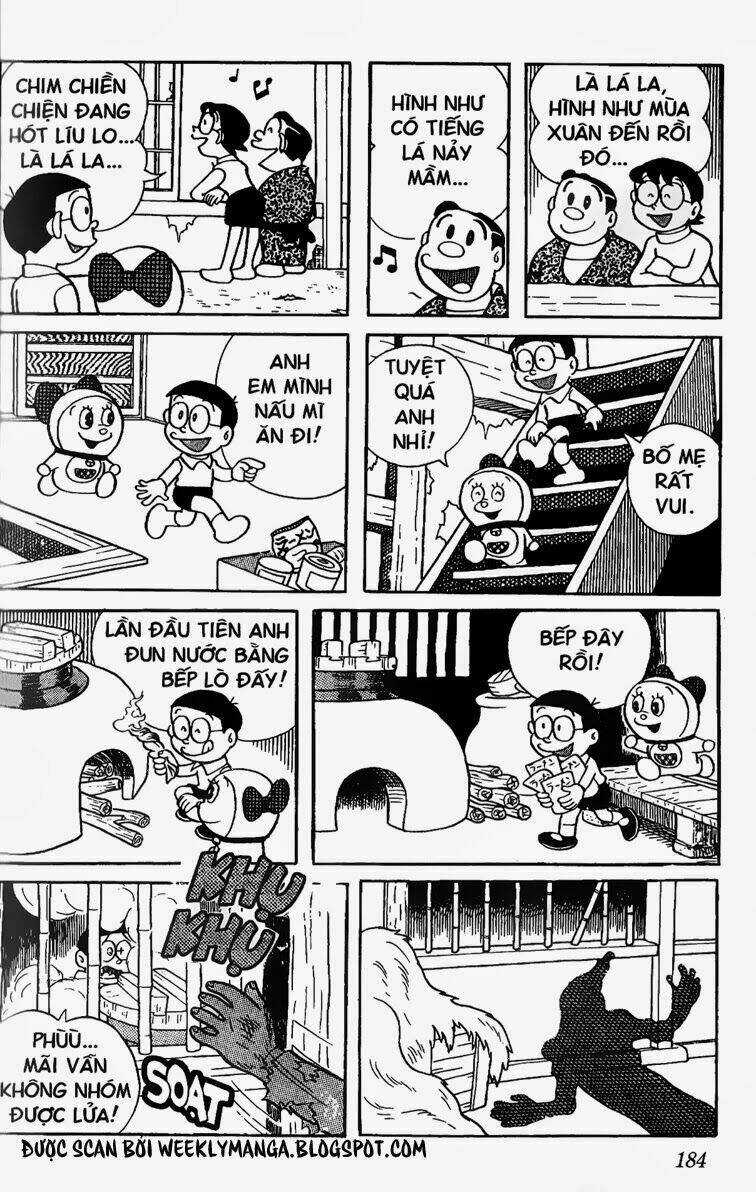 LÀ LÁ LA,
HÌNH NHƯ MÙA
XUÂN ĐẾN RỒI
ĐÓ...
HÌNH NHƯ
CÓ TIẾNG
LÁ NẢY
MẦM...
CHIM CHIỀN
CHIỆN ĐANG
HÓT LÍU LO...
LÀ LÁ LA...
BỐ MẸ
RẤT
VUI.
TUYỆT
QUÁ
ANH
NHỈ!
ANH
EM MÌNH
NẤU MÌ
ĂN ĐI!
BẾP ĐÂY
RỒI!
LẦN ĐẦU TIÊN ANH
ĐUN NƯỚC BẰNG
BẾP LÒ ĐẤY!
KHỤ
KHỤ
PHÙÙ...
MÃI VẪN
KHÔNG NHÓM
ĐƯỢC LỬA!
SOẠT
ĐƯỢC SCAN BỞI WEEKLYMANGA.BLOGSPOT.COM
184